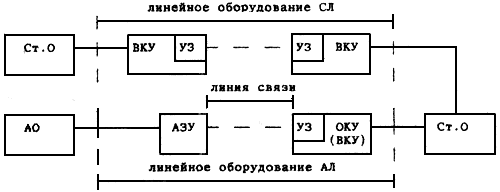 линейное оборудование СЛ
Ст.О
ВКУ
УЗ
УЗ
ВКУ
линия связи
АО
АЗУ
УЗ
ОКУ
(ВКУ)
Ст.О
линейное оборудование АЛ